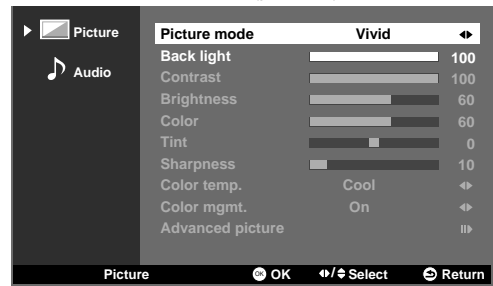 Picture
Audio
Picture mode Vivid
Back light 100
Contrast 100
Brightness 60
Color 60
Tint 0
Sharpness 10
Color temp. Cool
Color mgmt. On
Advanced picture
Picture OK OK / Select Return